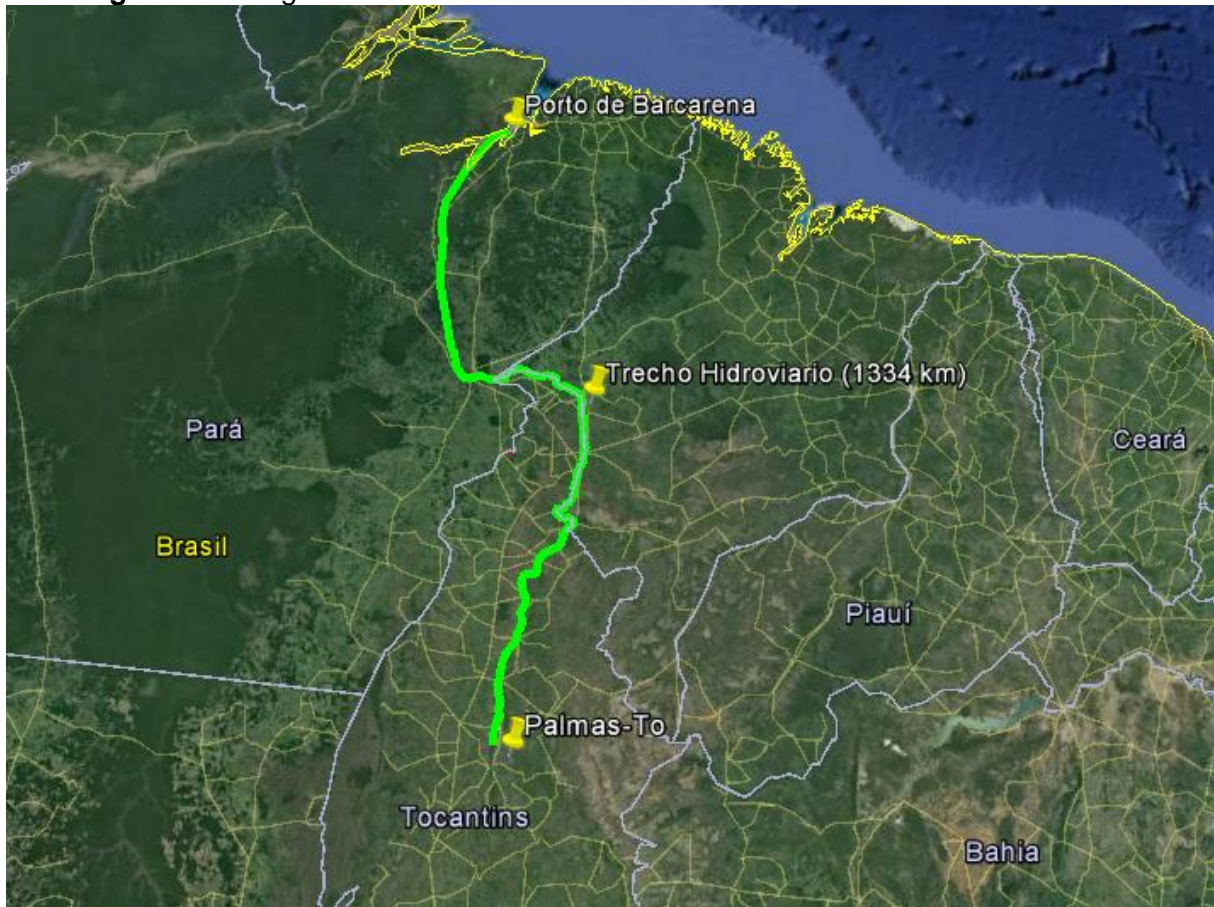 Porto de Barcarena
Trecho Hidroviario (1334 km)
Pará
Ceará
Brasil
Piauí
Palmas-To
Tocantins
Bahia